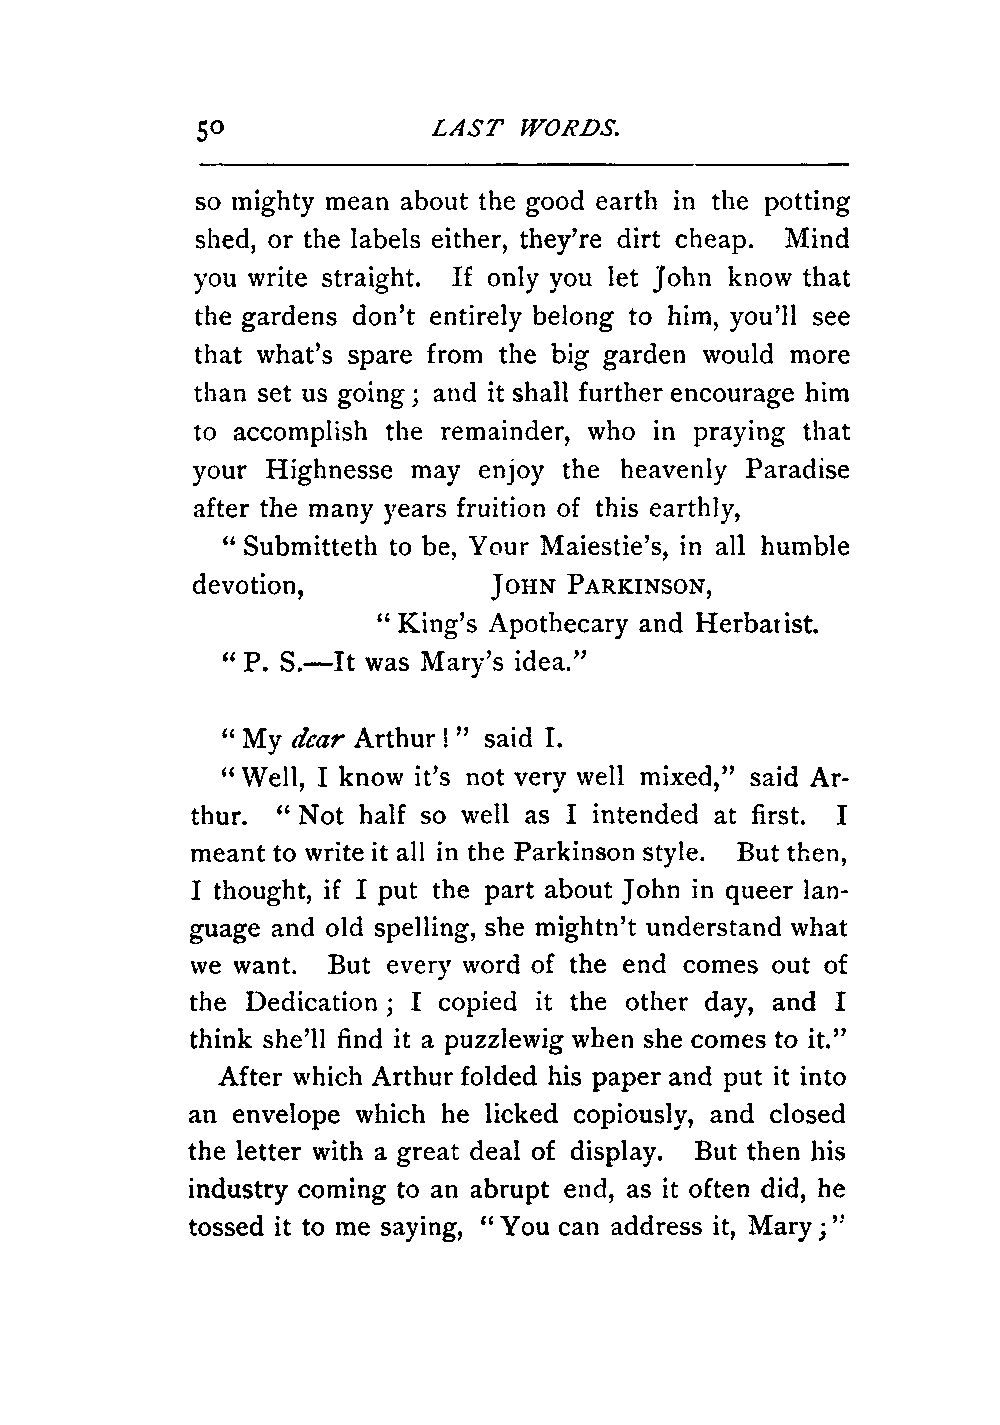 50 LAST WORDS.
so mighty mean about the good earth in the potting
shed, or the labels either, they're dirt cheap. Mind
you write straight. If only you let John know that
the gardens don't entirely belong to him, you'll see
that what's spare from the big garden would more
than set us going; and it shall further encourage him
to accomplish the remainder, who in praying that
your Highnesse may enjoy the heavenly Paradise
after the many years fruition of this earthly,
"Submitteth to be, Your Maiestie's, in all humble
devotion, JOHN PARKINSON,
"King's Apothecary and Herbarist.
"P. S.—It was Mary's idea."
"My dear Arthur!" said I.
"Well, I know it's not very well mixed," said Ar-
thur. "Not half so well as I intended at first. I
meant to write it all in the Parkinson style. But then,
I thought, if I put the part about John in queer lan-
guage and old spelling, she mightn't understand what
we want. But every word of the end comes out of
the Dedication; I copied it the other day, and I
think she'll find it a puzzlewig when she comes to it."
After which Arthur folded his paper and put it into
an envelope which he licked copiously, and closed
the letter with a great deal of display. But then his
industry coming to an abrupt end, as it often did, he
tossed it to me saying, "You can address it, Mary;"